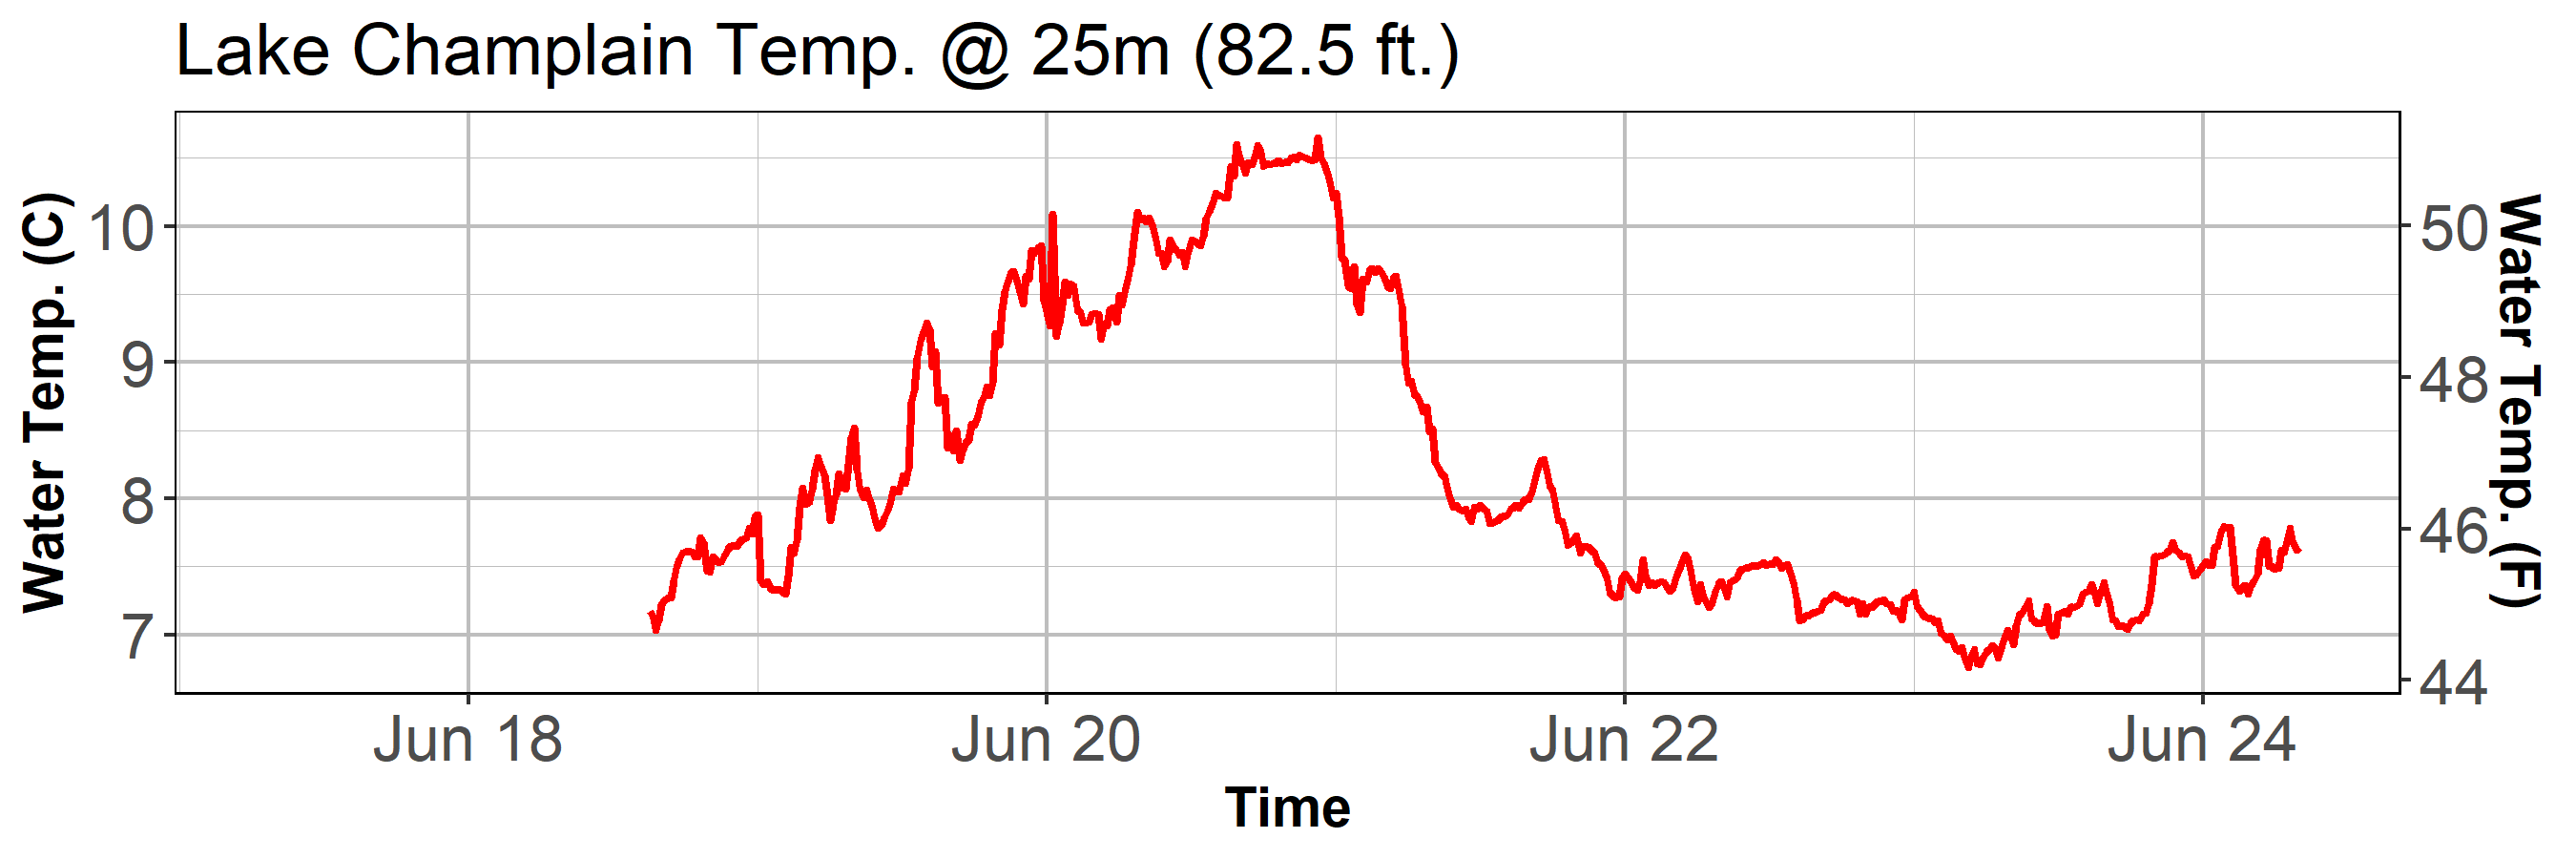 Lake Champlain Temp. @ 25m (82.5 ft.)
Water Temp. (C)
10
9
8
7
50
48
46
44
Water Temp. (F)
Jun 18 Jun 20 Jun 22 Jun 24
Time